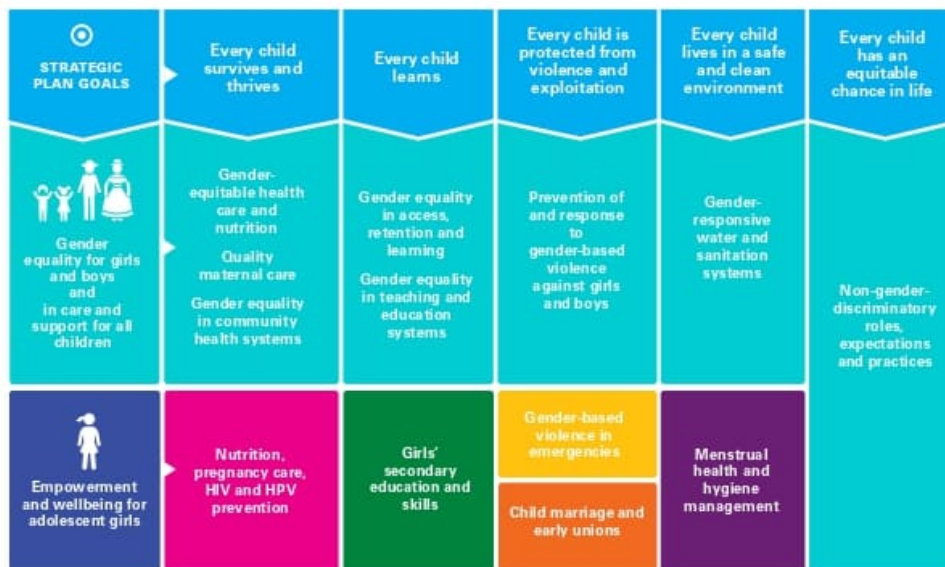 STRATEGIC
PLAN GOALS
Every child
survives and
thrives
Every child
learns
Every child is
protected from
violence and
exploitation
Every child
lives in a safe
and clean
environment
Every child
has an
equitable
chance in life
Gender
equality for girls
and boys
and
in care and
support for all
children
Gender-
equitable health
care and
nutrition
Quality
maternal care
Gender equality
in community
health systems
Gender equality
in access,
retention and
learning
Gender equality
in teaching and
education
systems
Prevention of
and response
to
gender-based
violence
against girls
and boys
Gender-
responsive
water and
sanitation
systems
Non-gender-
discriminatory
roles,
expectations
and practices
Empowerment
and wellbeing for
adolescent girls
Nutrition,
pregnancy care,
HIV and HPV
prevention
Girls'
secondary
education and
skills
Gender-based
violence in
emergencies
Child marriage and
early unions
Menstrual
health and
hygiene
management